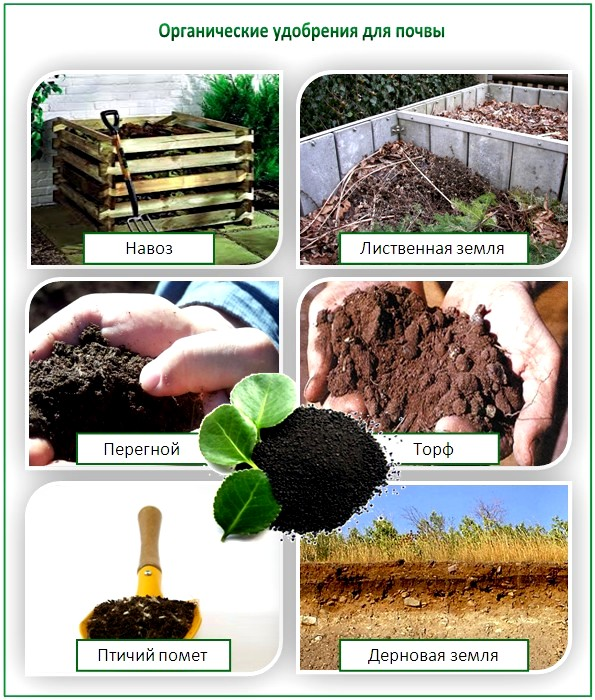 Органические удобрения для почвы
Навоз
Лиственная земля
Перегной
Торф
Птичий помет
Дерновая земля